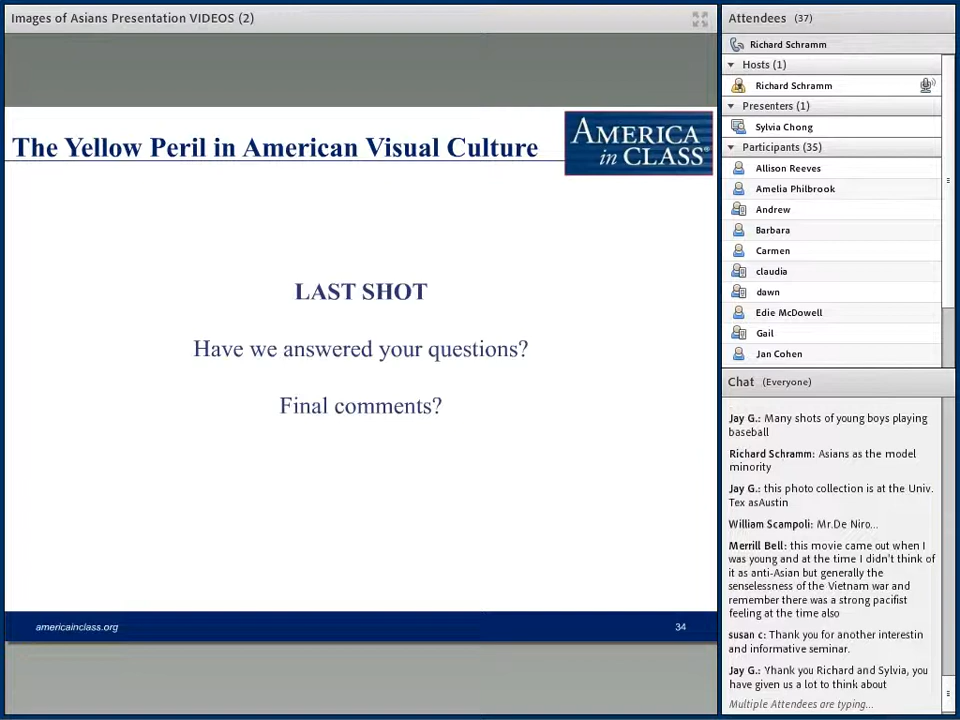 Images of Asians Presentation VIDEOS (2)
The Yellow Peril in American Visual Culture
AMERICA
in CLASS®
LAST SHOT
Have we answered your questions?
Final comments?
americainclass.org
34
Attendees (37)
Richard Schramm
Hosts (1)
Richard Schramm
Presenters (1)
Sylvia Chong
Participants (35)
Allison Reeves
Amelia Philbrook
Andrew
Barbara
Carmen
claudia
dawn
Edie McDowell
Gail
Jan Cohen
Chat (Everyone)
Jay G.: Many shots of young boys playing
baseball
Richard Schramm: Asians as the model
minority
Jay G.: this photo collection is at the Univ.
Tex asAustin
William Scampoli: Mr.De Niro...
Merrill Bell: this movie came out when I
was young and at the time I didn't think of
it as anti-Asian but generally the
senselessness of the Vietnam war and
remember there was a strong pacifist
feeling at the time also
susan c: Thank you for another interestin
and informative seminar.
Jay G.: Yhank you Richard and Sylvia, you
have given us a lot to think about
Multiple Attendees are typing...